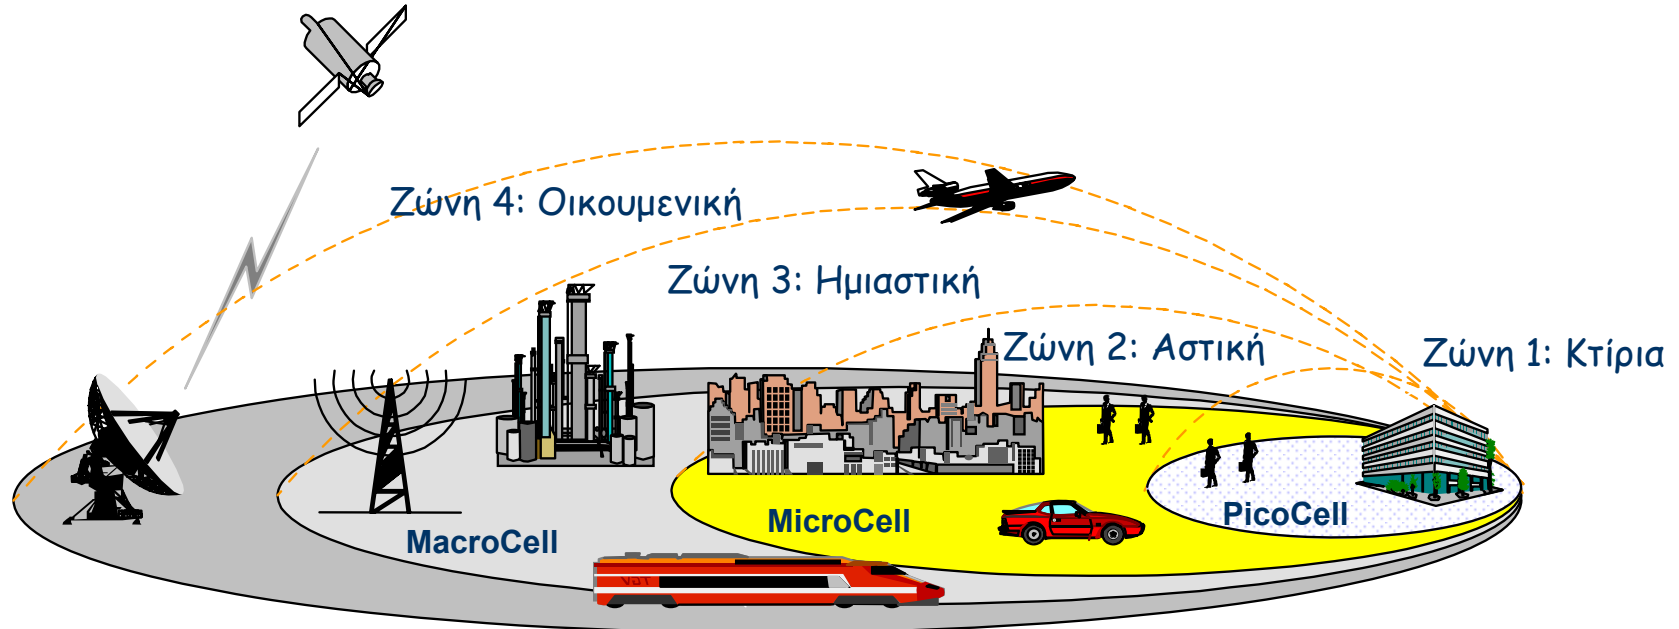 Ζώνη 4: Οικουμενική
Ζώνη 3: Ημιαστική
Ζώνη 2: Αστική
Ζώνη 1: Κτίρια
MacroCell
MicroCell
PicoCell